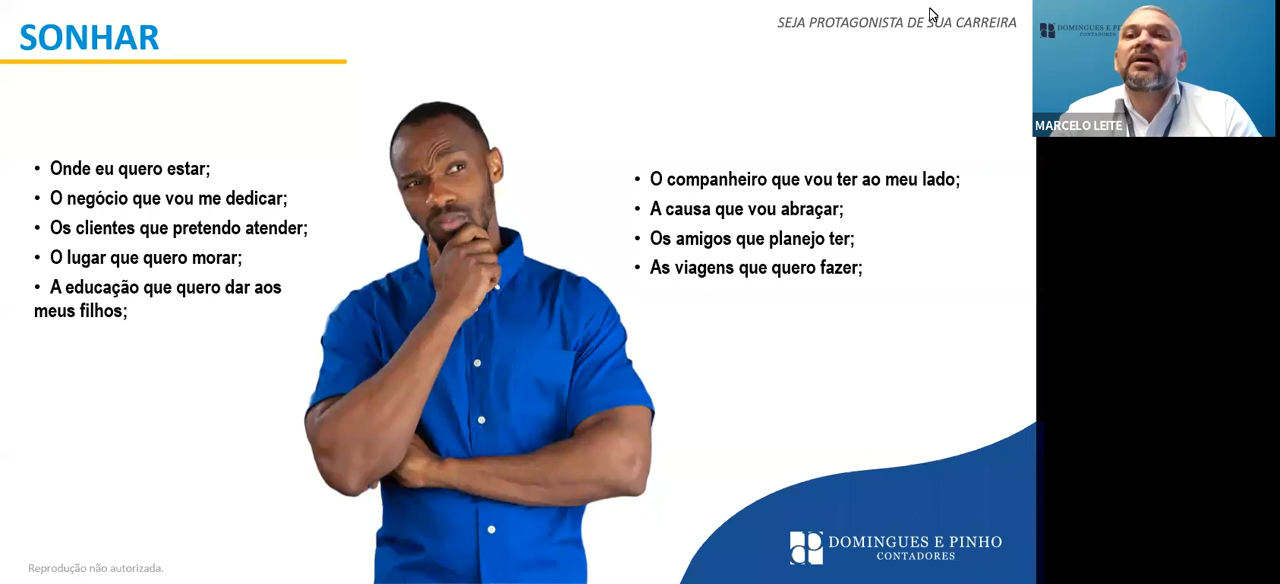 SONHAR
SEJA PROTAGONISTA DE SUA CARREIRA
DOMINGUES E P
CONTADORES
MARCELO LEITE
• Onde eu quero estar;
• O negócio que vou me dedicar;
• Os clientes que pretendo atender;
• O lugar que quero morar;
• A educação que quero dar aos
meus filhos;
• O companheiro que vou ter ao meu lado;
• A causa que vou abraçar;
• Os amigos que planejo ter;
• As viagens que quero fazer;
DOMINGUES E PINHO
CONTADORES
Reprodução não autorizada.